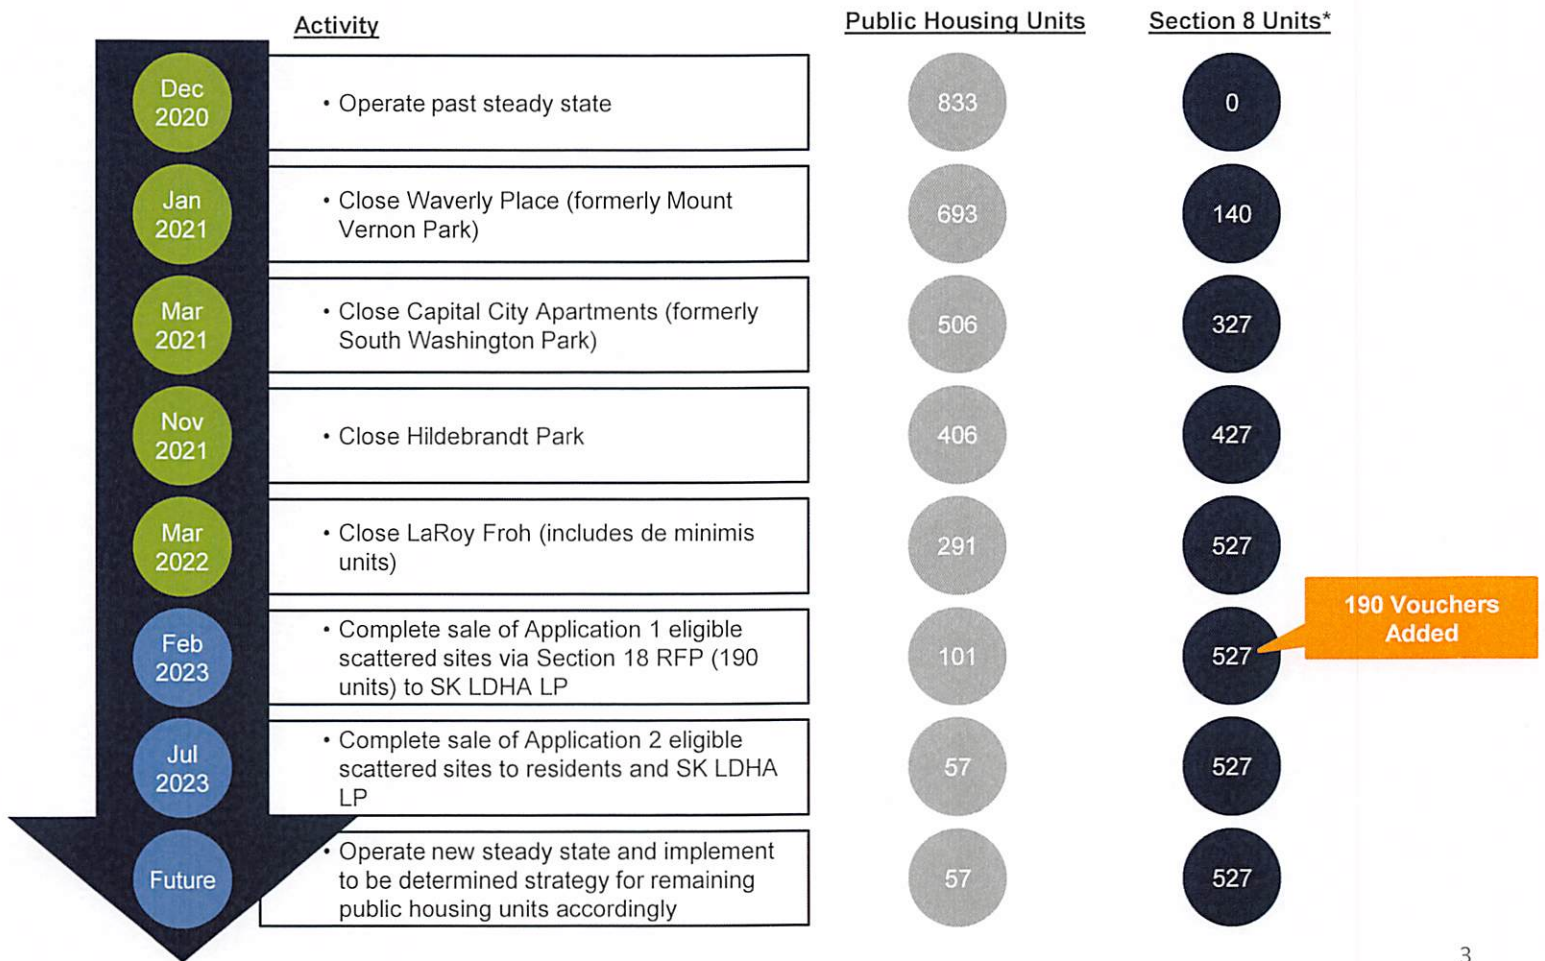 Activity
Public Housing Units
Section 8 Units*
Dec
2020
• Operate past steady state
833
0
Jan
2021
• Close Waverly Place (formerly Mount
Vernon Park)
693
140
Mar
2021
• Close Capital City Apartments (formerly
South Washington Park)
506
327
Nov
2021
• Close Hildebrandt Park
406
427
Mar
2022
• Close LaRoy Froh (includes de minimis
units)
291
527
Feb
2023
• Complete sale of Application 1 eligible
scattered sites via Section 18 RFP (190
units) to SK LDHA LP
101
527
190 Vouchers
Added
Jul
2023
• Complete sale of Application 2 eligible
scattered sites to residents and SK LDHA
LP
57
527
Future
• Operate new steady state and implement
to be determined strategy for remaining
public housing units accordingly
57
527
3